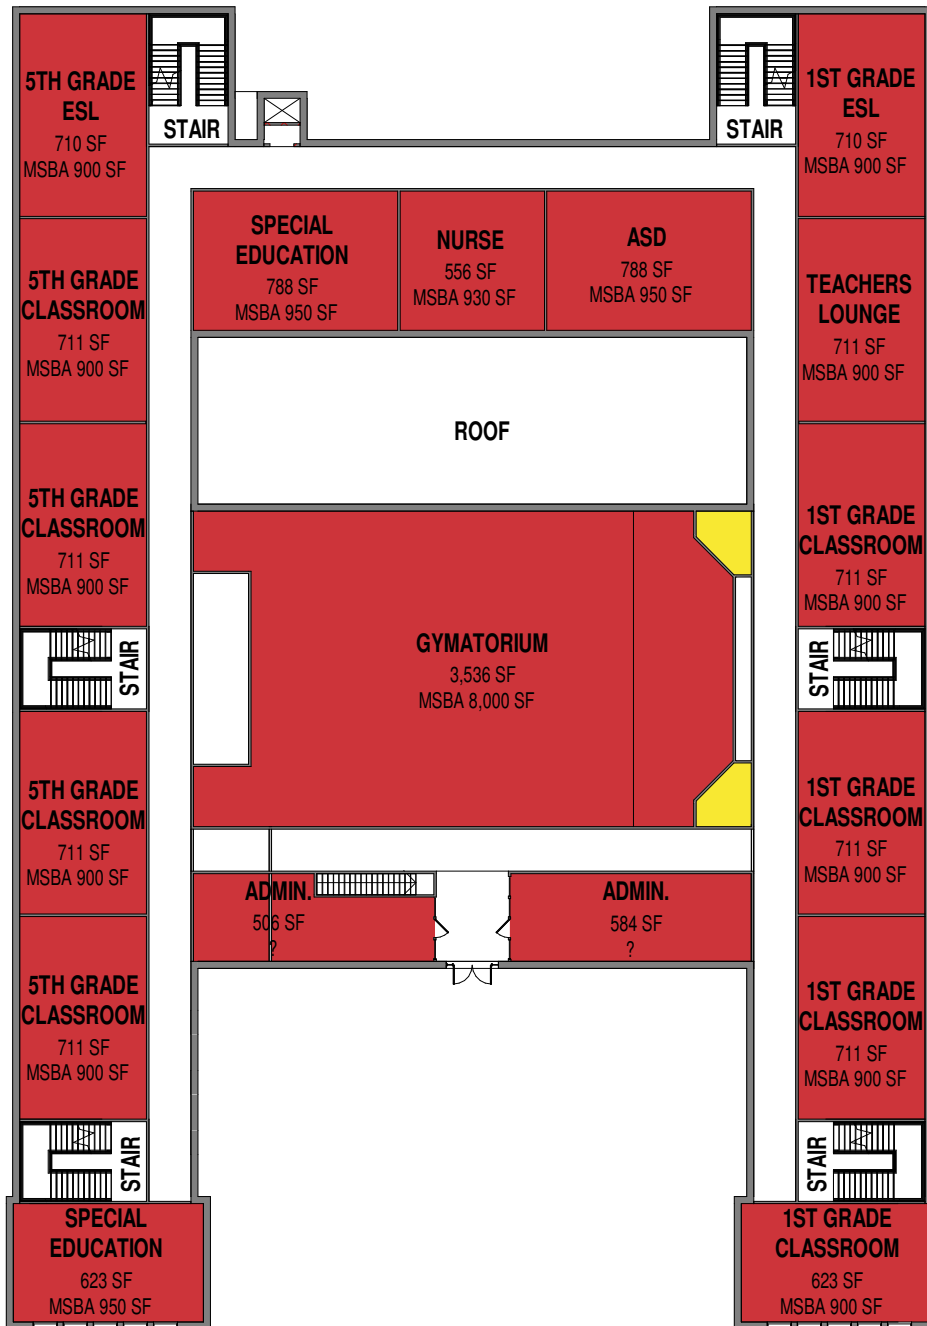 5TH GRADE
ESL
710 SF
MSBA 900 SF
STAIR
STAIR
1ST GRADE
ESL
710 SF
MSBA 900 SF
SPECIAL
EDUCATION
788 SF
MSBA 950 SF
NURSE
556 SF
MSBA 930 SF
ASD
788 SF
MSBA 950 SF
5TH GRADE
CLASSROOM
711 SF
MSBA 900 SF
TEACHERS
LOUNGE
711 SF
MSBA 900 SF
ROOF
5TH GRADE
CLASSROOM
711 SF
MSBA 900 SF
1ST GRADE
CLASSROOM
711 SF
MSBA 900 SF
STAIR
GYMATORIUM
3,536 SF
MSBA 8,000 SF
STAIR
5TH GRADE
CLASSROOM
711 SF
MSBA 900 SF
1ST GRADE
CLASSROOM
711 SF
MSBA 900 SF
ADMIN.
506 SF
?
ADMIN.
584 SF
?
5TH GRADE
CLASSROOM
711 SF
MSBA 900 SF
1ST GRADE
CLASSROOM
711 SF
MSBA 900 SF
STAIR
STAIR
SPECIAL
EDUCATION
623 SF
MSBA 950 SF
1ST GRADE
CLASSROOM
623 SF
MSBA 900 SF